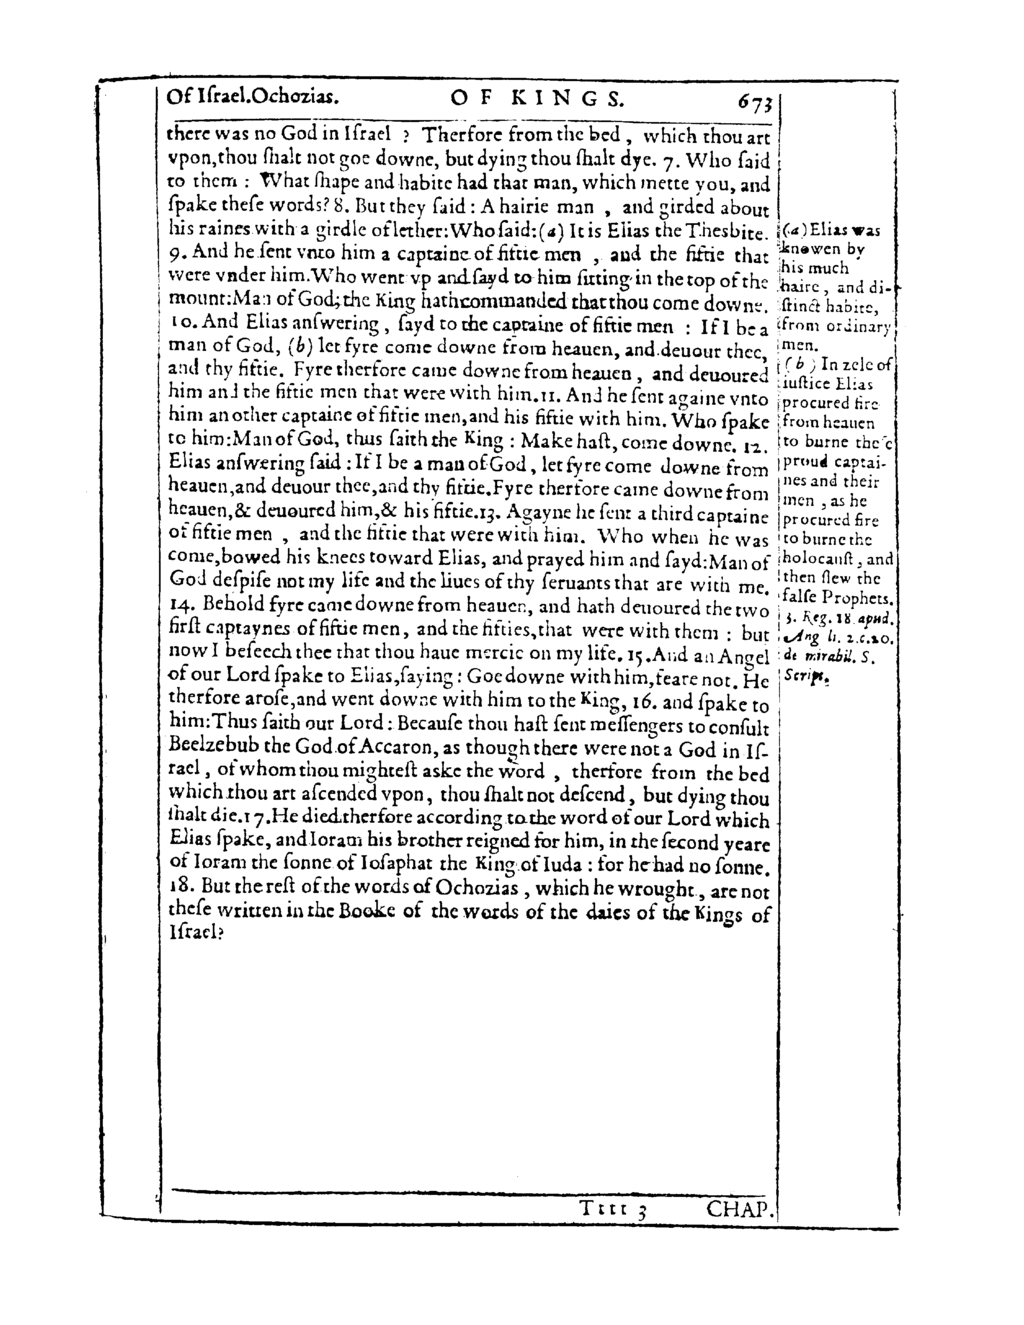 Of Iſrael.Ochozias. OF KINGS. 673
there was no God in Iſrael ? Therfore from the bed , which thou art
vpon,thou ſhalt not goe downe, but dying thou ſhalt dye. 7. Who ſaid
to them : What ſhape and habite had that man, which mette you, and
ſpake theſe words? 8. But they ſaid : A hairie man , and girded about
his raines with a girdle of lether:Who ſaid:(a) It is Elias the Thesbite.
9. And he ſent vnto him a captaine of fiftie men , and the fiftie that
were vnder him.Who went vp and ſayd to him ſitting in the top of the
mount:Man of God; the King hath commanded that thou come downe.
10. And Elias anſwering , ſayd to the captaine of fiftie men : If I be a
man of God, (b) let fyre come downe from heauen, and deuour thee,
and thy fiftie. Fyre therfore came downe from heauen , and deuoured
him and the fiftie men that were with him.11. And he ſent againe vnto
him an other captaine of fiftie men,and his fiftie with him. Who ſpake
to him:Man of God, thus ſaith the King : Make haſt, come downe. 12.
Elias anſwering ſaid : If I be a man of God , let fyre come downe from
heauen,and deuour thee,and thy fiftie.Fyre therfore came downe from
heauen,& deuoured him,& his fiftie.13. Agayne he ſent a third captaine
of fiftie men , and the fiftie that were with him. Who when he was
come,bowed his knees toward Elias, and prayed him and ſayd:Man of
God deſpiſe not my life and the liues of thy ſeruants that are with me.
14. Behold fyre came downe from heauen, and hath deuoured the two
firſt captaynes of fiftie men , and the fifties,that were with them : but
now I beſeech thee that thou haue mercie on my life. 15.And an Angel
of our Lord ſpake to Elias,ſaying : Goe downe with him,feare not. He
therfore aroſe,and went downe with him to the King, 16. and ſpake to
him:Thus ſaith our Lord : Becauſe thou haſt ſent meſſengers to conſult
Beelzebub the God of Accaron, as though there were not a God in Iſ-
rael , of whom thou mighteſt aske the word , therfore from the bed
which thou art aſcended vpon , thou ſhalt not deſcend , but dying thou
ſhalt die.17.He died therfore according to the word of our Lord which
Elias ſpake, and Ioram his brother reigned for him, in the ſecond yeare
of Ioram the ſonne of Ioſaphat the King of Iuda : for he had no ſonne.
18. But the reſt of the words of Ochozias , which he wrought , are not
theſe written in the Booke of the words of the daies of the Kings of
Iſrael?
(a) Elias was
knowen by
his much
haire , and di-
ſtinct habite,
from ordinary
men.
(b) In zele of
iuſtice Elias
procured fire
from heauen
to burne the
proud captai-
nes and their
men , as he
procured fire
to burne the
holocauſt , and
then ſlew the
falſe Prophets.
3. Reg. 18 apud.
Aug li. 2.c.20.
de mirabil. S.
Script.
Tttt 3 CHAP.